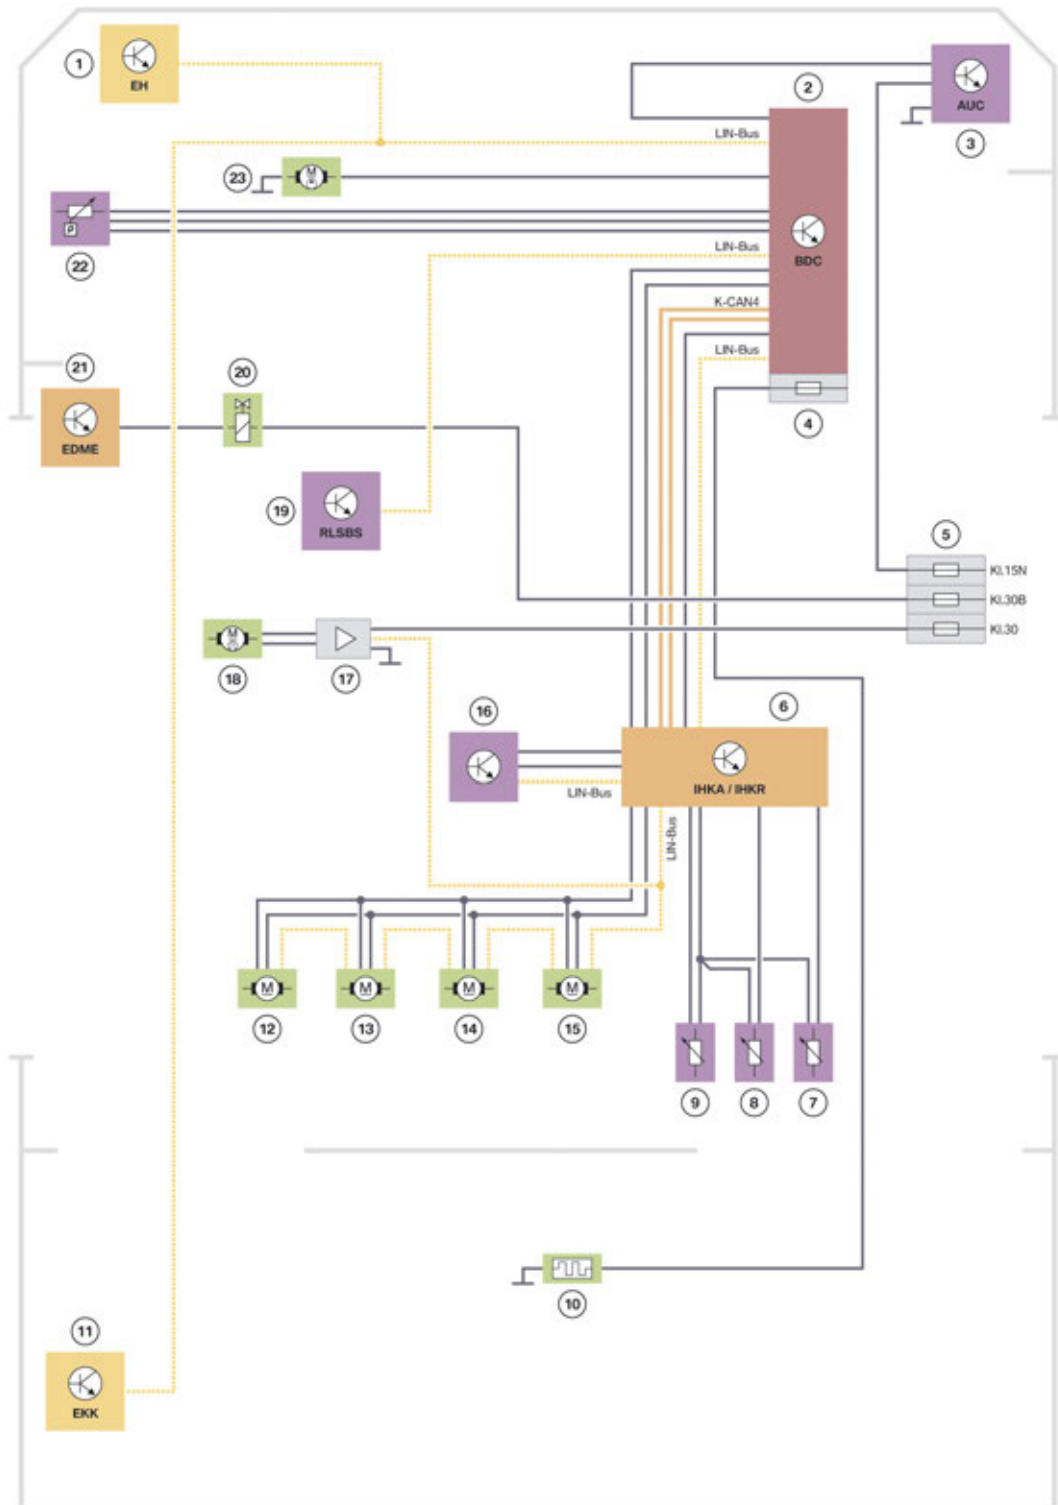 1
EH
2
AUC
3
LIN-Bus
23
M
P
22
BDC
LIN-Bus
K-CAN4
LIN-Bus
21
20
4
EDME
19
RLSBS
5
Kl.15N
Kl.30B
Kl.30
M
18
17
6
16
IHKA / IHKR
LIN-Bus
LIN-Bus
M
M
M
M
12
13
14
15
9
8
7
10
11
EKK